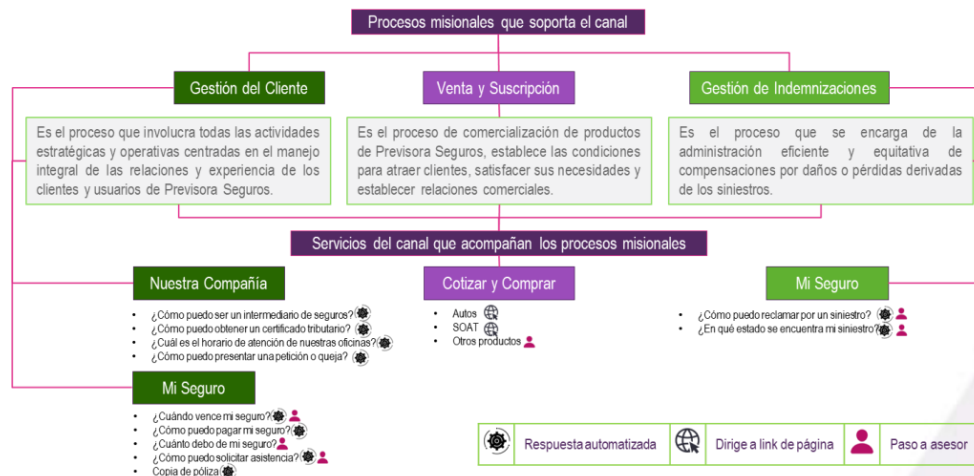 Procesos misionales que soporta el canal
Gestión del Cliente
Es el proceso que involucra todas las actividades
estratégicas y operativas centradas en el manejo
integral de las relaciones y experiencia de los
clientes y usuarios de Previsora Seguros.
Venta y Suscripción
Es el proceso de comercialización de productos
de Previsora Seguros, establece las condiciones
para atraer clientes, satisfacer sus necesidades y
establecer relaciones comerciales.
Gestión de Indemnizaciones
Es el proceso que se encarga de la
administración eficiente y equitativa de
compensaciones por daños o pérdidas derivadas
de los siniestros.
Servicios del canal que acompañan los procesos misionales
Nuestra Compañía
• ¿Cómo puedo ser un intermediario de seguros?
• ¿Cómo puedo obtener un certificado tributario?
• ¿Cuál es el horario de atención de nuestras oficinas?
• ¿Cómo puedo presentar una petición o queja?
Mi Seguro
• ¿Cuándo vence mi seguro?
• ¿Cómo puedo pagar mi seguro?
• ¿Cuánto debo de mi seguro?
• ¿Cómo puedo solicitar asistencia?
• Copia de póliza
Cotizar y Comprar
• Autos
• SOAT
• Otros productos
Mi Seguro
• ¿Cómo puedo reclamar por un siniestro?
• ¿En qué estado se encuentra mi siniestro?
Respuesta automatizada
Dirige a link de página
Paso a asesor